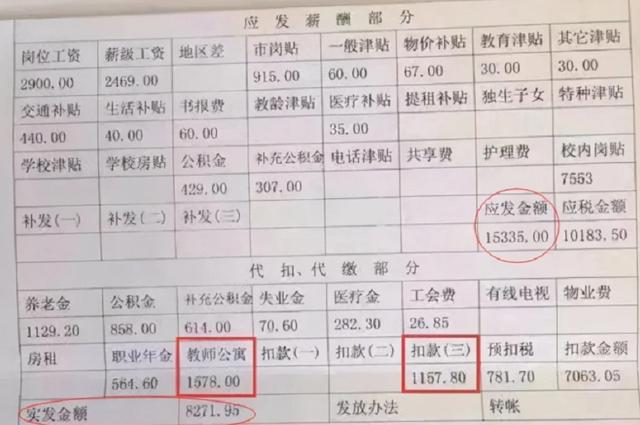 应发薪酬部分
岗位工资 薪级工资 地区差 市岗贴 一般津贴 物价补贴 教育津贴 其它津贴
2900.00 2469.00 915.00 60.00 67.00 30.00 30.00
交通补贴 生活补贴 书报费 教龄津贴 医疗补贴 提租补贴 独生子女 特种津贴
440.00 40.00 60.00 35.00
学校津贴 学校房贴 公积金 补充公积金 电话津贴 共享费 护理费 校内岗贴
429.00 307.00 7553
补发(一) 补发(二) 补发(三) 应发金额 应税金额
15335.00 10183.50
代扣、代缴部分
养老金 公积金 补充公积金 失业金 医疗金 工会费 有线电视 物业费
1129.20 858.00 614.00 70.60 282.30 26.85
房租 职业年金 教师公寓 扣款(一) 扣款(二) 扣款(三) 预扣税 扣款金额
564.60 1578.00 1157.80 781.70 7063.05
实发金额 8271.95 发放办法 转帐